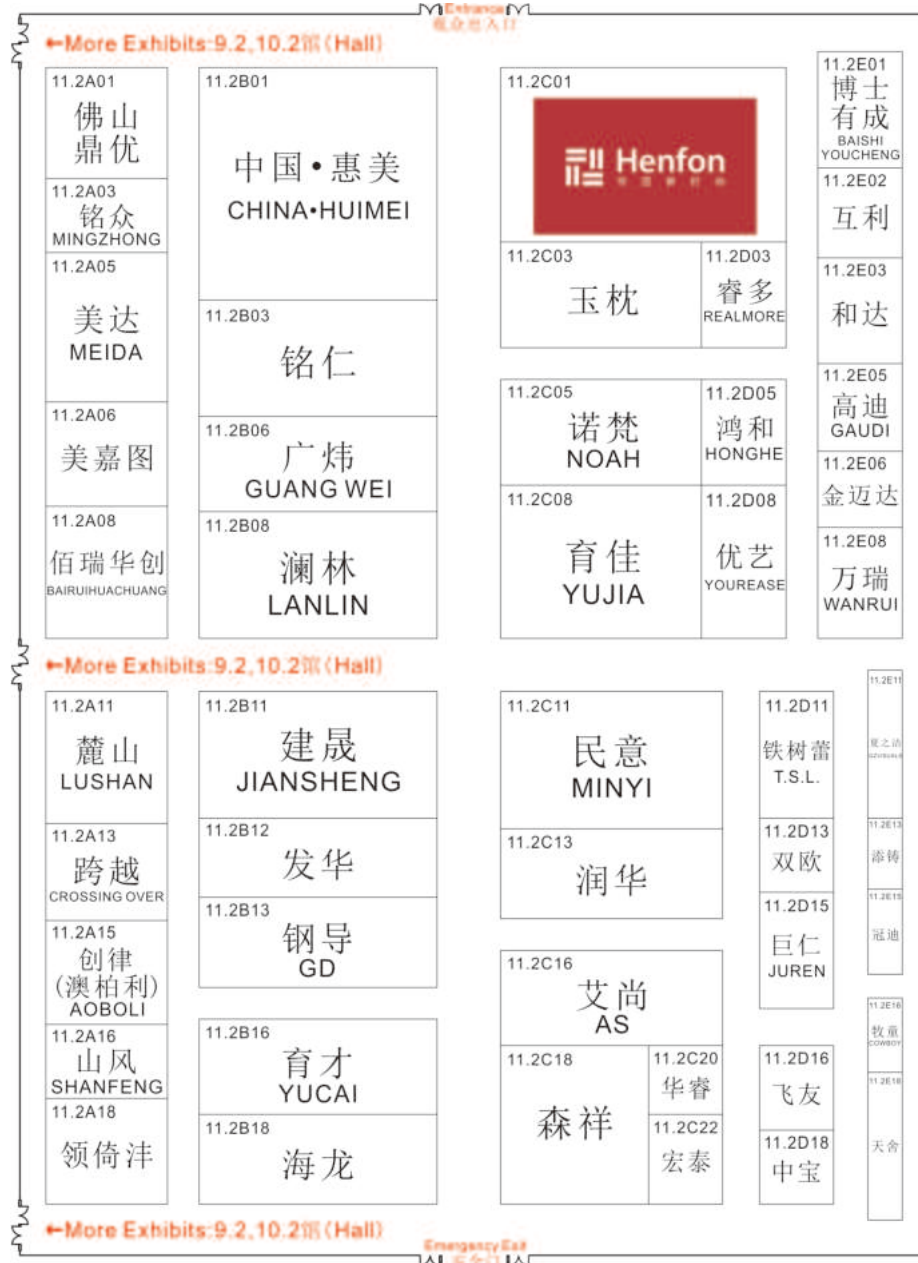 Entrance
观众出入口
←More Exhibits:9.2,10.2馆(Hall)
11.2A01
佛山
鼎优
11.2A03
铭众
MINGZHONG
11.2A05
美达
MEIDA
11.2A06
美嘉图
11.2A08
佰瑞华创
BAIRUIHUACHUANG
11.2B01
中国•惠美
CHINA•HUIMEI
11.2B03
铭仁
11.2B06
广炜
GUANG WEI
11.2B08
澜林
LANLIN
11.2C01
Henfon
11.2C03
玉枕
11.2D03
睿多
REALMORE
11.2C05
诺梵
NOAH
11.2D05
鸿和
HONGHE
11.2C08
育佳
YUJIA
11.2D08
优艺
YOUREASE
11.2E01
博士
有成
BAISHI
YOUCHENG
11.2E02
互利
11.2E03
和达
11.2E05
高迪
GAUDI
11.2E06
金迈达
11.2E08
万瑞
WANRUI
←More Exhibits:9.2,10.2馆(Hall)
11.2A11
麓山
LUSHAN
11.2A13
跨越
CROSSING OVER
11.2A15
创律
(澳柏利)
AOBOLI
11.2A16
山风
SHANFENG
11.2A18
领倚沣
11.2B11
建晟
JIANSHENG
11.2B12
发华
11.2B13
钢导
GD
11.2B16
育才
YUCAI
11.2B18
海龙
11.2C11
民意
MINYI
11.2C13
润华
11.2C16
艾尚
AS
11.2C18
森祥
11.2C20
华睿
11.2C22
宏泰
11.2D11
铁树蕾
T.S.L.
11.2D13
双欧
11.2D15
巨仁
JUREN
11.2D16
飞友
11.2D18
中宝
11.2E11
11.2E13
添铸
11.2E15
冠迪
11.2E16
牧童
COWBOY
11.2E18
天舍
←More Exhibits:9.2,10.2馆(Hall)
Emergency Exit
安全门